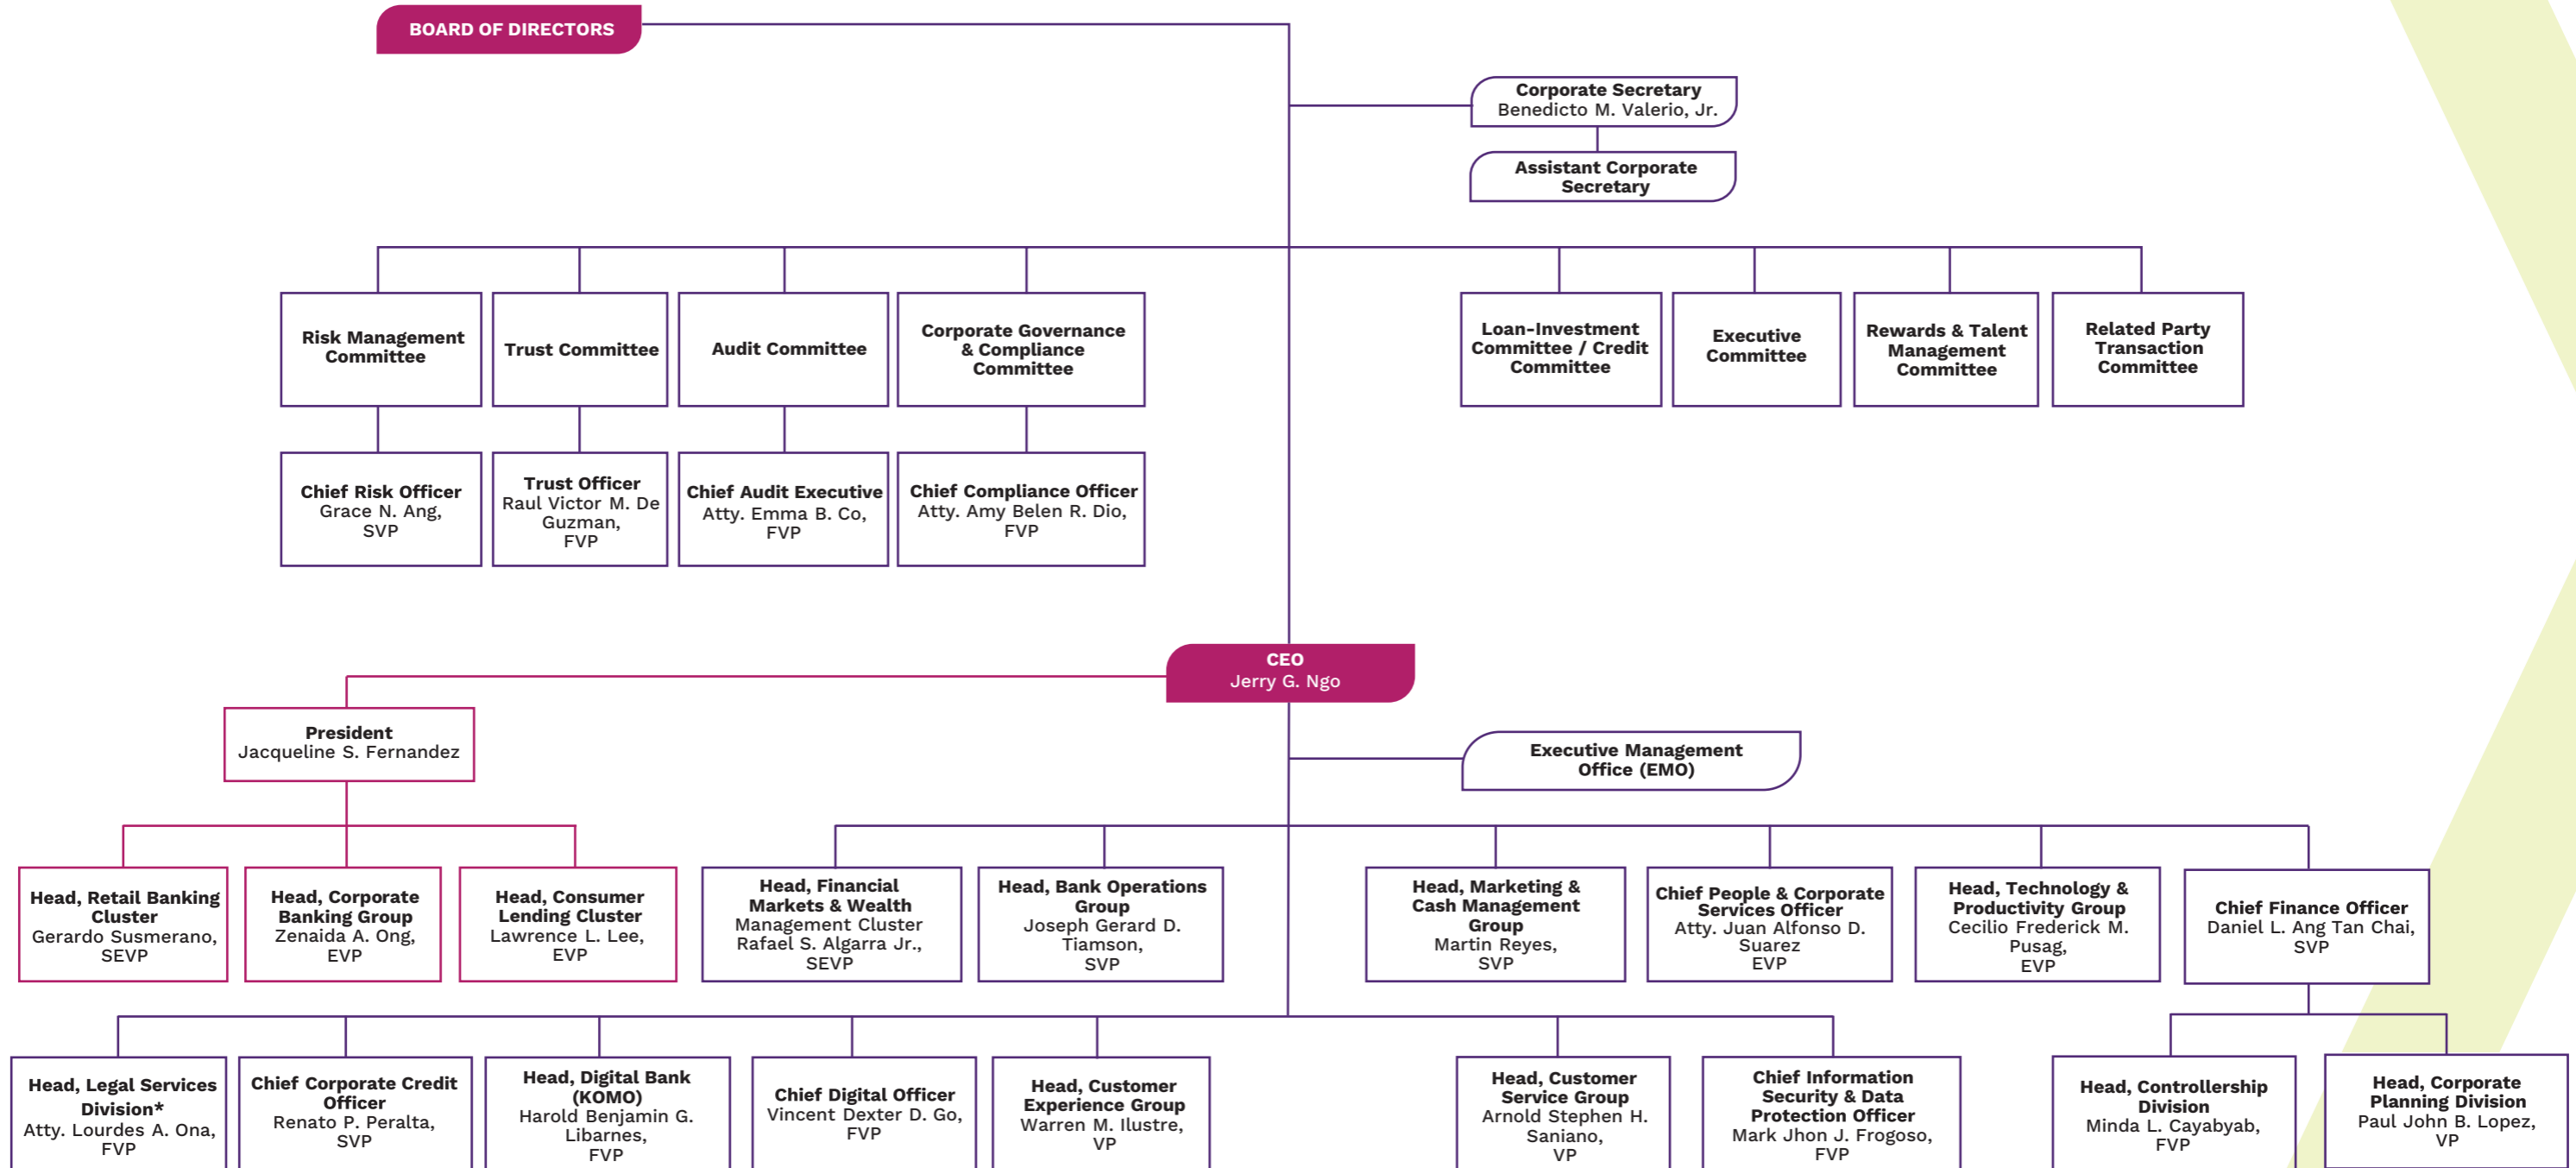 BOARD OF DIRECTORS
Corporate Secretary
Benedicto M. Valerio, Jr.
Assistant Corporate
Secretary
Risk Management
Committee
Trust Committee
Audit Committee
Corporate Governance
& Compliance
Committee
Loan-Investment
Committee / Credit
Committee
Executive
Committee
Rewards & Talent
Management
Committee
Related Party
Transaction
Committee
Chief Risk Officer
Grace N. Ang,
SVP
Trust Officer
Raul Victor M. De
Guzman,
FVP
Chief Audit Executive
Atty. Emma B. Co,
FVP
Chief Compliance Officer
Atty. Amy Belen R. Dio,
FVP
CEO
Jerry G. Ngo
President
Jacqueline S. Fernandez
Executive Management
Office (EMO)
Head, Retail Banking
Cluster
Gerardo Susmerano,
SEVP
Head, Corporate
Banking Group
Zenaida A. Ong,
EVP
Head, Consumer
Lending Cluster
Lawrence L. Lee,
EVP
Head, Financial
Markets & Wealth
Management Cluster
Rafael S. Algarra Jr.,
SEVP
Head, Bank Operations
Group
Joseph Gerard D.
Tiamson,
SVP
Head, Marketing &
Cash Management
Group
Martin Reyes,
SVP
Chief People & Corporate
Services Officer
Atty. Juan Alfonso D.
Suarez
EVP
Head, Technology &
Productivity Group
Cecilio Frederick M.
Pusag,
EVP
Chief Finance Officer
Daniel L. Ang Tan Chai,
SVP
Head, Legal Services
Division*
Atty. Lourdes A. Ona,
FVP
Chief Corporate Credit
Officer
Renato P. Peralta,
SVP
Head, Digital Bank
(KOMO)
Harold Benjamin G.
Libarnes,
FVP
Chief Digital Officer
Vincent Dexter D. Go,
FVP
Head, Customer
Experience Group
Warren M. Ilustre,
VP
Head, Customer
Service Group
Arnold Stephen H.
Saniano,
VP
Chief Information
Security & Data
Protection Officer
Mark Jhon J. Frogoso,
FVP
Head, Controllership
Division
Minda L. Cayabyab,
FVP
Head, Corporate
Planning Division
Paul John B. Lopez,
VP